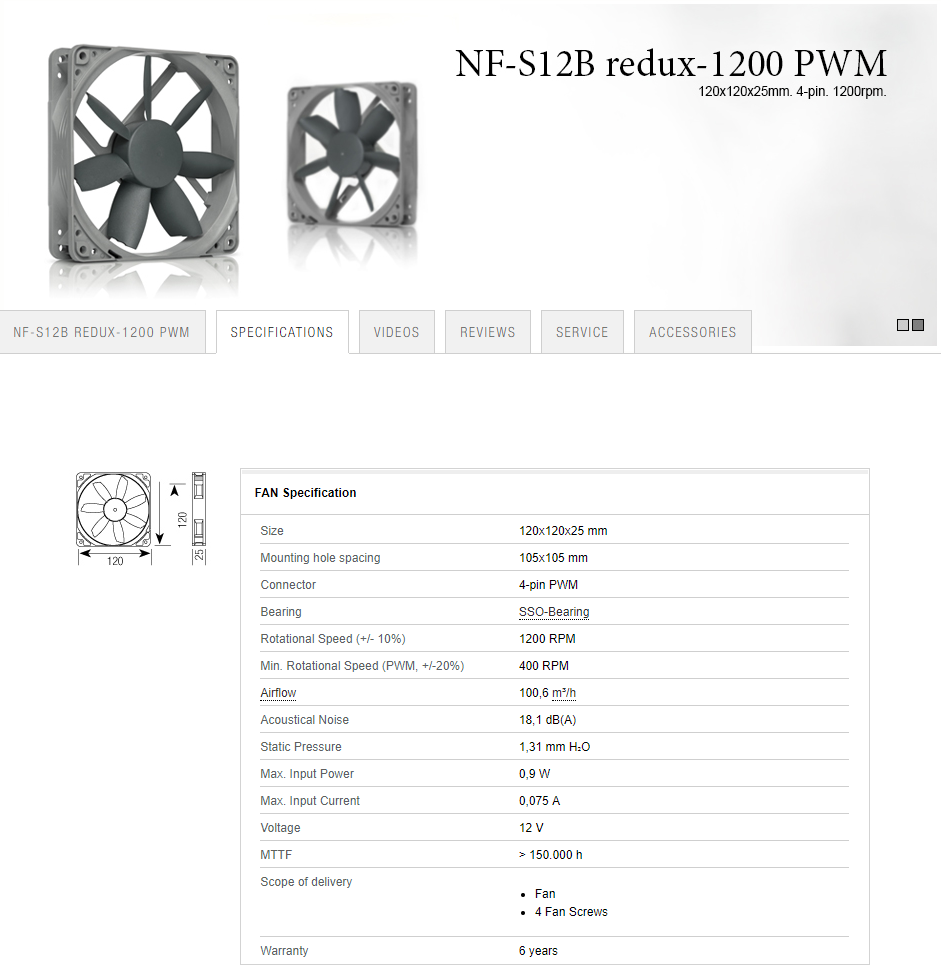 NF-S12B redux-1200 PWM
120x120x25mm. 4-pin. 1200rpm.
NF-S12B REDUX-1200 PWM
SPECIFICATIONS
VIDEOS
REVIEWS
SERVICE
ACCESSORIES
120
120
25
FAN Specification
Size 120x120x25 mm
Mounting hole spacing 105x105 mm
Connector 4-pin PWM
Bearing SSO-Bearing
Rotational Speed (+/- 10%) 1200 RPM
Min. Rotational Speed (PWM, +/-20%) 400 RPM
Airflow 100,6 m³/h
Acoustical Noise 18,1 dB(A)
Static Pressure 1,31 mm H₂O
Max. Input Power 0,9 W
Max. Input Current 0,075 A
Voltage 12 V
MTTF > 150.000 h
Scope of delivery
• Fan
• 4 Fan Screws
Warranty 6 years